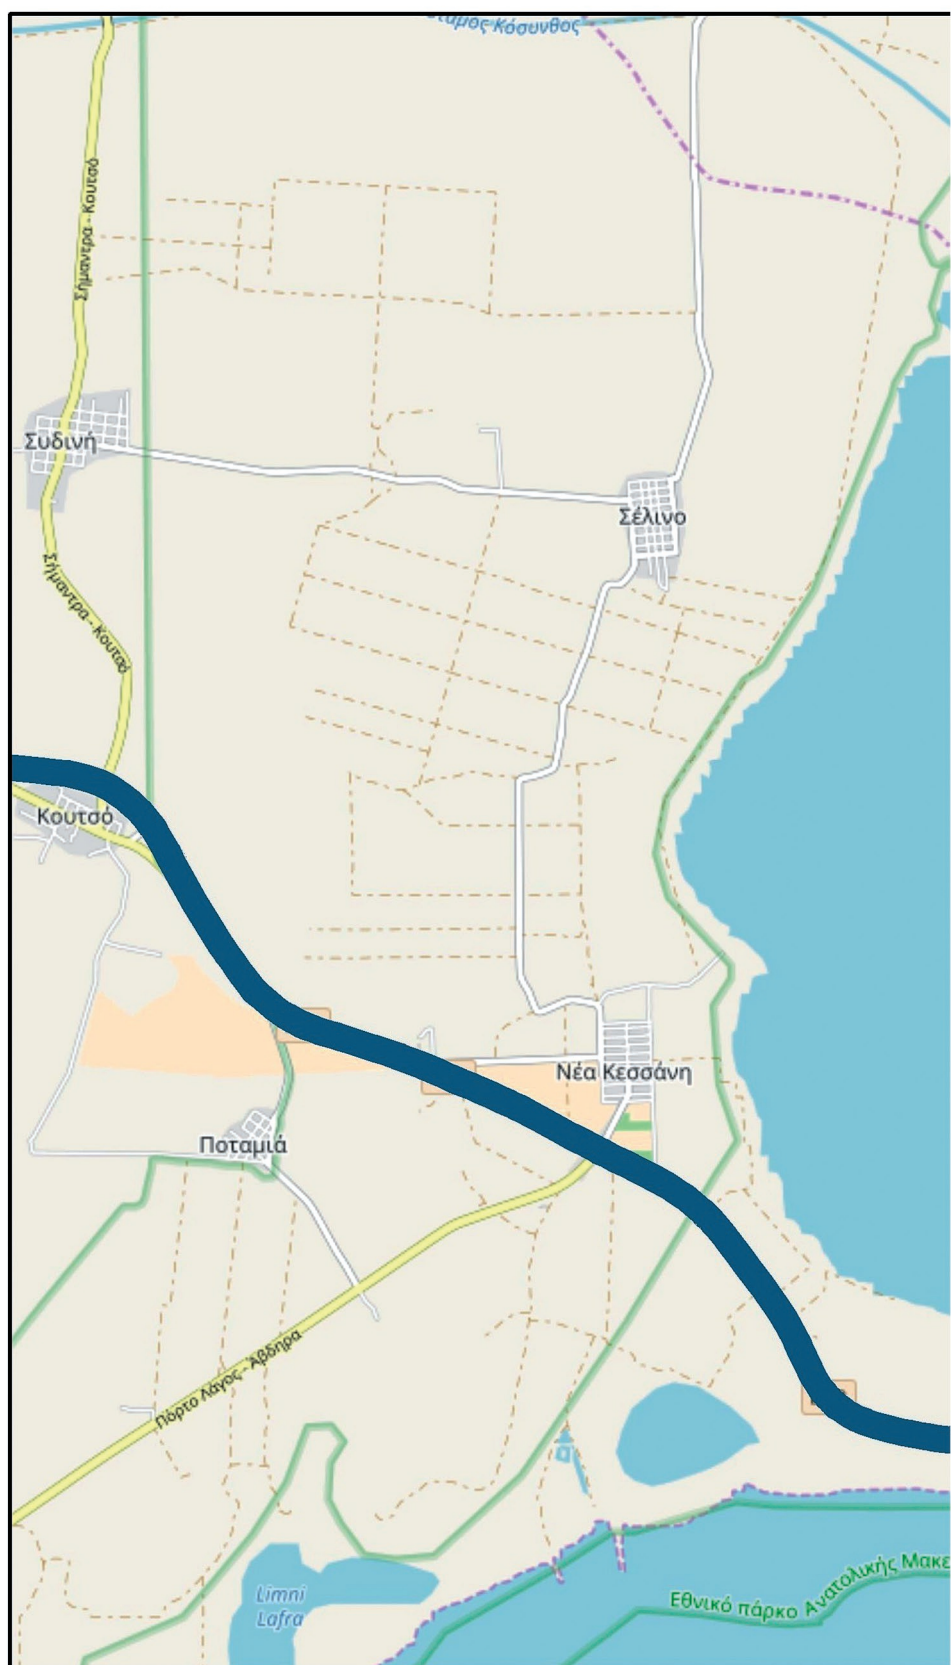 Κόσυνθος
Σήμαντρα - Κουτσό
Συδινή
Σέλινο
Σήμαντρα - Κουτσό
Κουτσό
Νέα Κεσσάνη
Ποταμιά
Πόρτο Λάγος - Άβδηρα
Limni
Lafra
Εθνικό πάρκο Ανατολικής Μακε